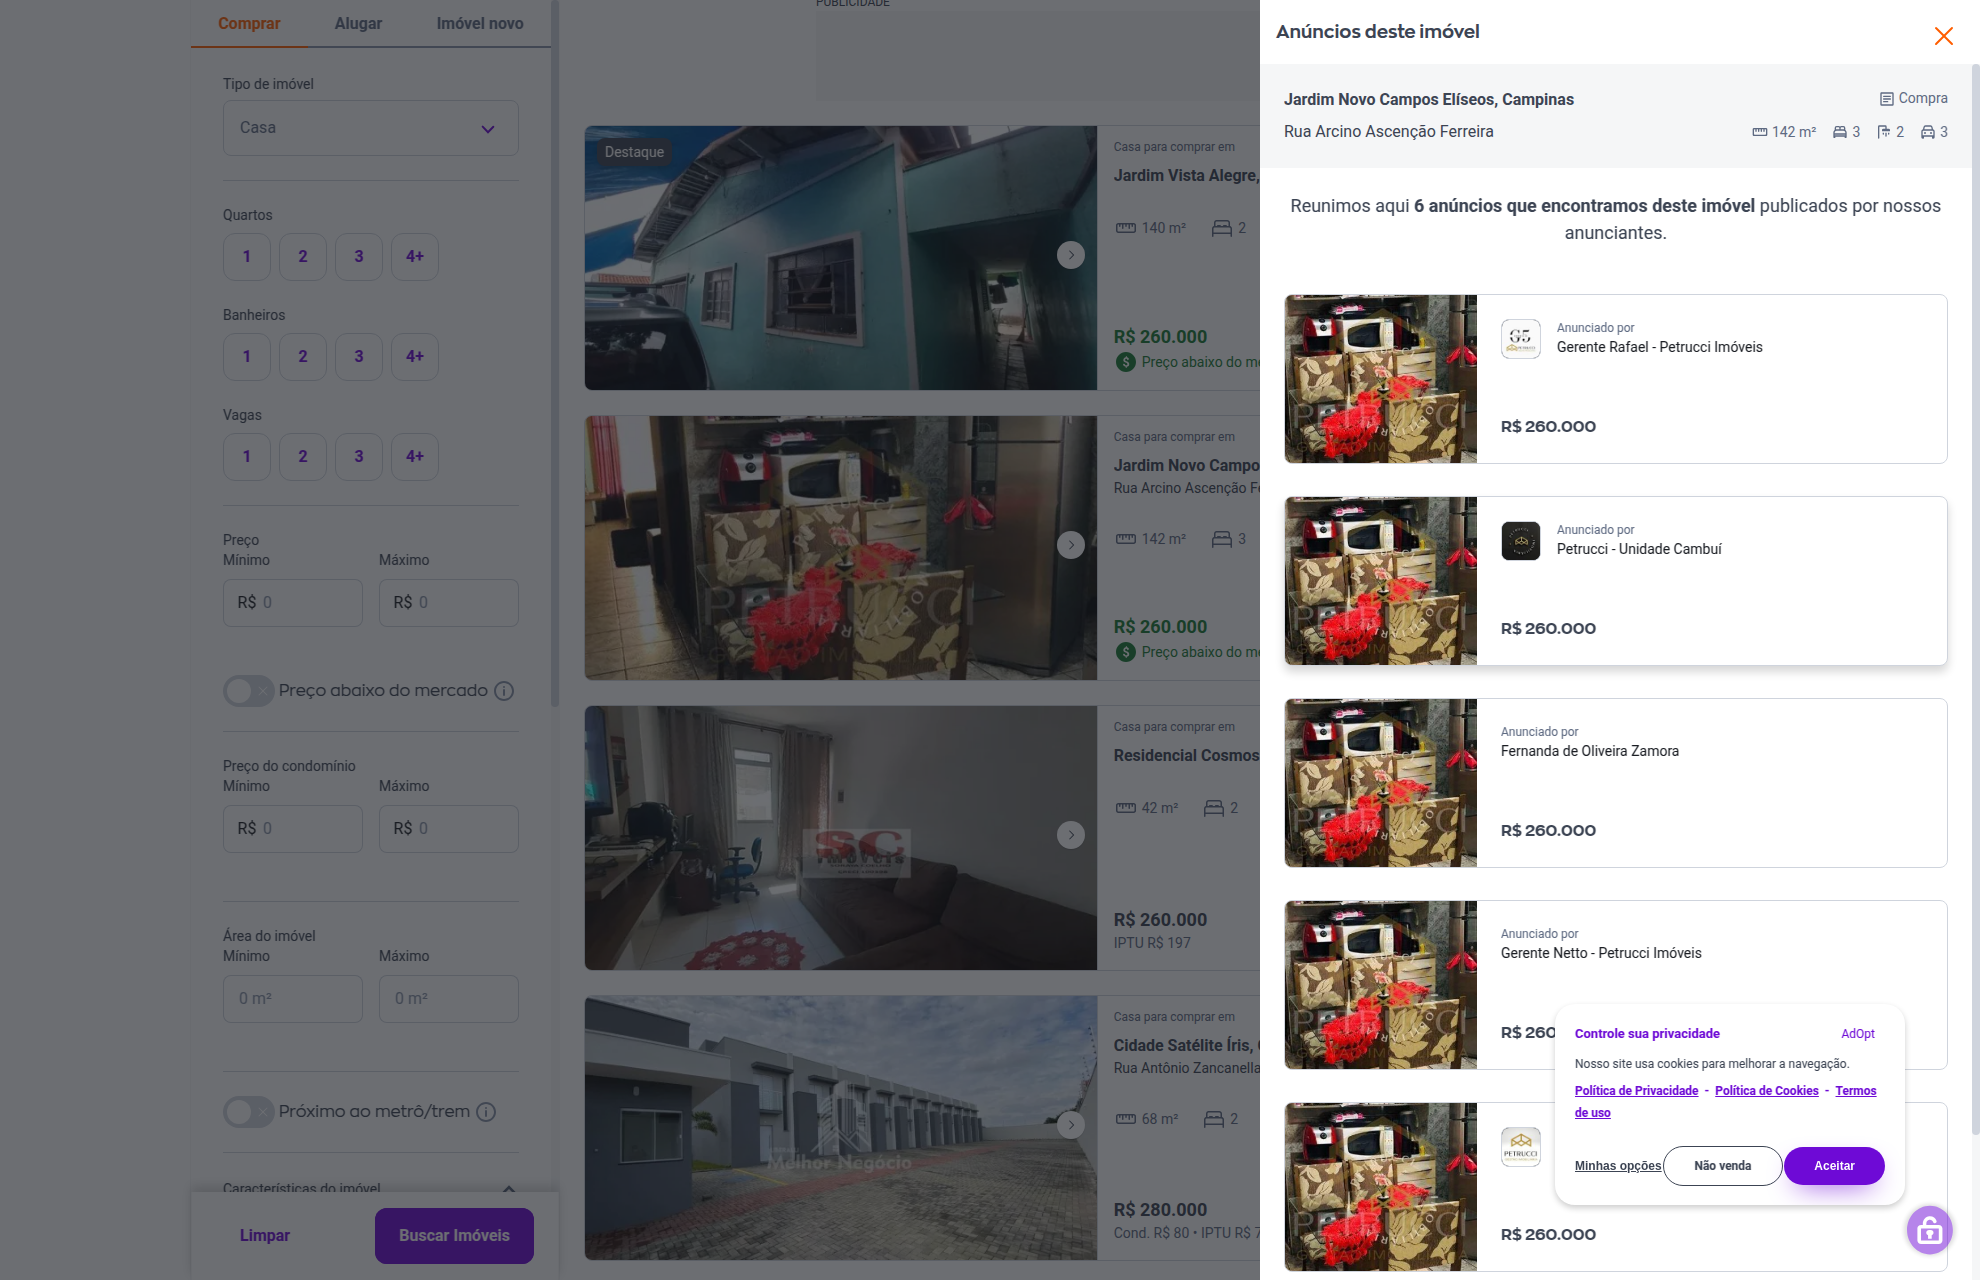 Comprar
Alugar
Imóvel novo
Tipo de imóvel
Casa
Quartos
1
2
3
4+
Banheiros
1
2
3
4+
Vagas
1
2
3
4+
Preço
Mínimo
Máximo
R$ 0
R$ 0
Preço abaixo do mercado
Preço do condomínio
Mínimo
Máximo
R$ 0
R$ 0
Área do imóvel
Mínimo
Máximo
0 m²
0 m²
Próximo ao metrô/trem
Características do imóvel
Limpar
Buscar Imóveis
PUBLICIDADE
Destaque
Casa para comprar em
Jardim Vista Alegre,
140 m²
2
R$ 260.000
Preço abaixo do me
Casa para comprar em
Jardim Novo Campo
Rua Arcino Ascenção Fe
142 m²
3
R$ 260.000
Preço abaixo do me
SC
IMÓVEIS
Casa para comprar em
Residencial Cosmos
42 m²
2
R$ 260.000
IPTU R$ 197
Melhor Negócio
Casa para comprar em
Cidade Satélite Íris,
Rua Antônio Zancanella
68 m²
2
R$ 280.000
Cond. R$ 80 • IPTU R$ 7
Anúncios deste imóvel
Jardim Novo Campos Elíseos, Campinas
Compra
Rua Arcino Ascenção Ferreira
142 m²
3
2
3
Reunimos aqui 6 anúncios que encontramos deste imóvel publicados por nossos
anunciantes.
G5
Anunciado por
Gerente Rafael - Petrucci Imóveis
R$ 260.000
Anunciado por
Petrucci - Unidade Cambuí
R$ 260.000
Anunciado por
Fernanda de Oliveira Zamora
R$ 260.000
Anunciado por
Gerente Netto - Petrucci Imóveis
R$ 260
PETRUCCI
R$ 260.000
Controle sua privacidade
AdOpt
Nosso site usa cookies para melhorar a navegação.
Política de Privacidade - Política de Cookies - Termos
de uso
Minhas opções
Não venda
Aceitar